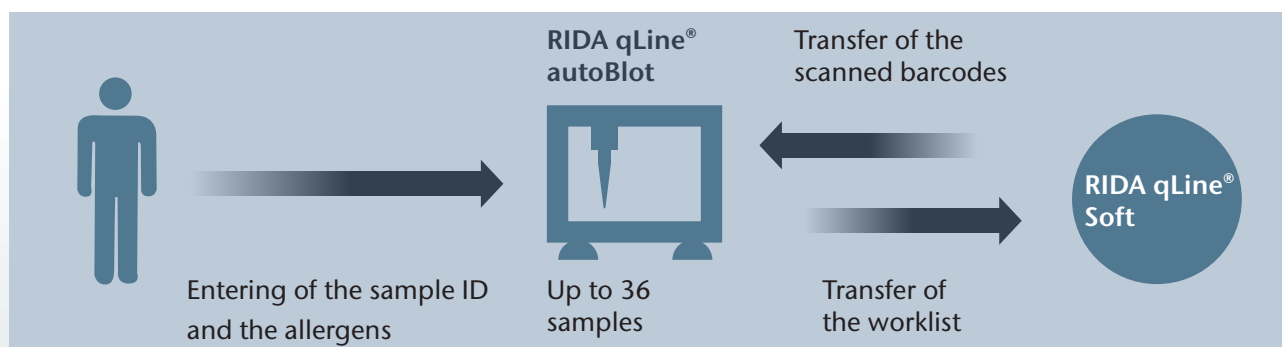 RIDA qLine®
autoBlot
Transfer of the
scanned barcodes
RIDA qLine®
Soft
Entering of the sample ID
and the allergens
Up to 36
samples
Transfer of
the worklist